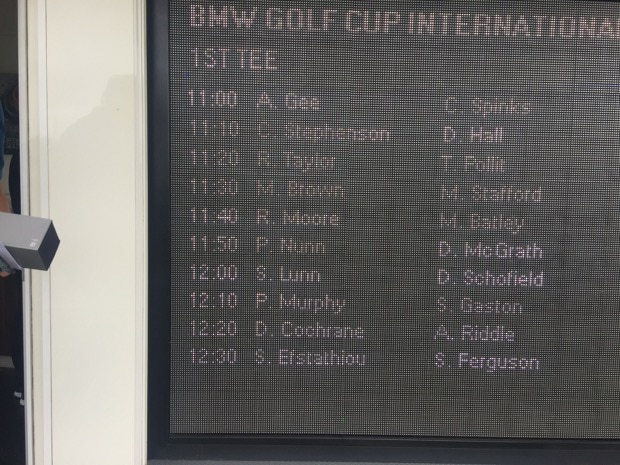 BMW GOLF CUP INTERNATIONAL
1ST TEE
11:00 A. Gee C. Spinks
11:10 C. Stephenson D. Hall
11:20 R. Taylor T. Pollit
11:30 M. Brown M. Stafford
11:40 R. Moore M. Batley
11:50 P. Nunn D. McGrath
12:00 S. Lunn D. Schofield
12:10 P. Murphy S. Gaston
12:20 D. Cochrane A. Riddle
12:30 S. Efstathiou S. Ferguson